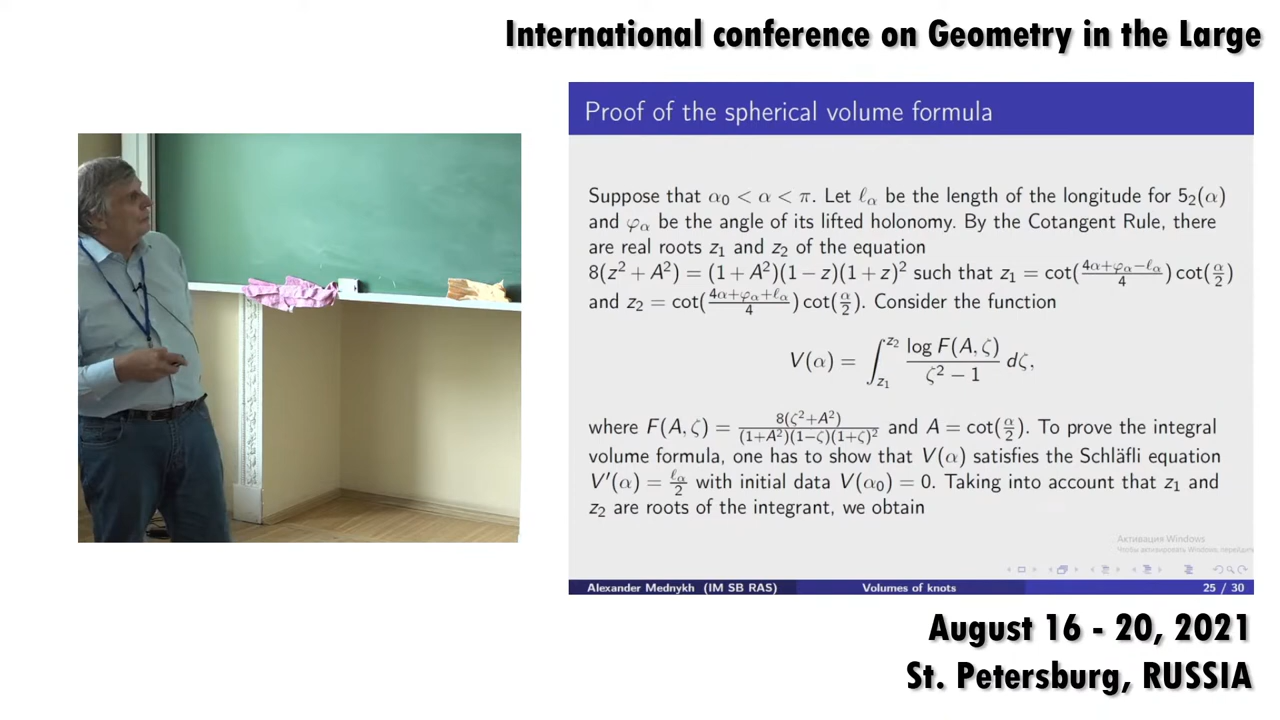 International conference on Geometry in the Large
Proof of the spherical volume formula
Suppose that α₀ < α < π. Let ℓ_α be the length of the longitude for 5₂(α)
and φ_α be the angle of its lifted holonomy. By the Cotangent Rule, there
are real roots z₁ and z₂ of the equation
8(z² + A²) = (1 + A²)(1 − z)(1 + z)² such that z₁ = cot((4α+φ_α−ℓ_α)/4) cot(α/2)
and z₂ = cot((4α+φ_α+ℓ_α)/4) cot(α/2). Consider the function
V(α) = ∫_{z₁}^{z₂} (log F(A, ζ))/(ζ² − 1) dζ,
where F(A, ζ) = (8(ζ²+A²))/((1+A²)(1−ζ)(1+ζ)²) and A = cot(α/2). To prove the integral
volume formula, one has to show that V(α) satisfies the Schläfli equation
V′(α) = ℓ_α/2 with initial data V(α₀) = 0. Taking into account that z₁ and
z₂ are roots of the integrant, we obtain
Активация Windows
Чтобы активировать Windows, перейдите
Alexander Mednykh (IM SB RAS) Volumes of knots 25 / 30
August 16 - 20, 2021
St. Petersburg, RUSSIA